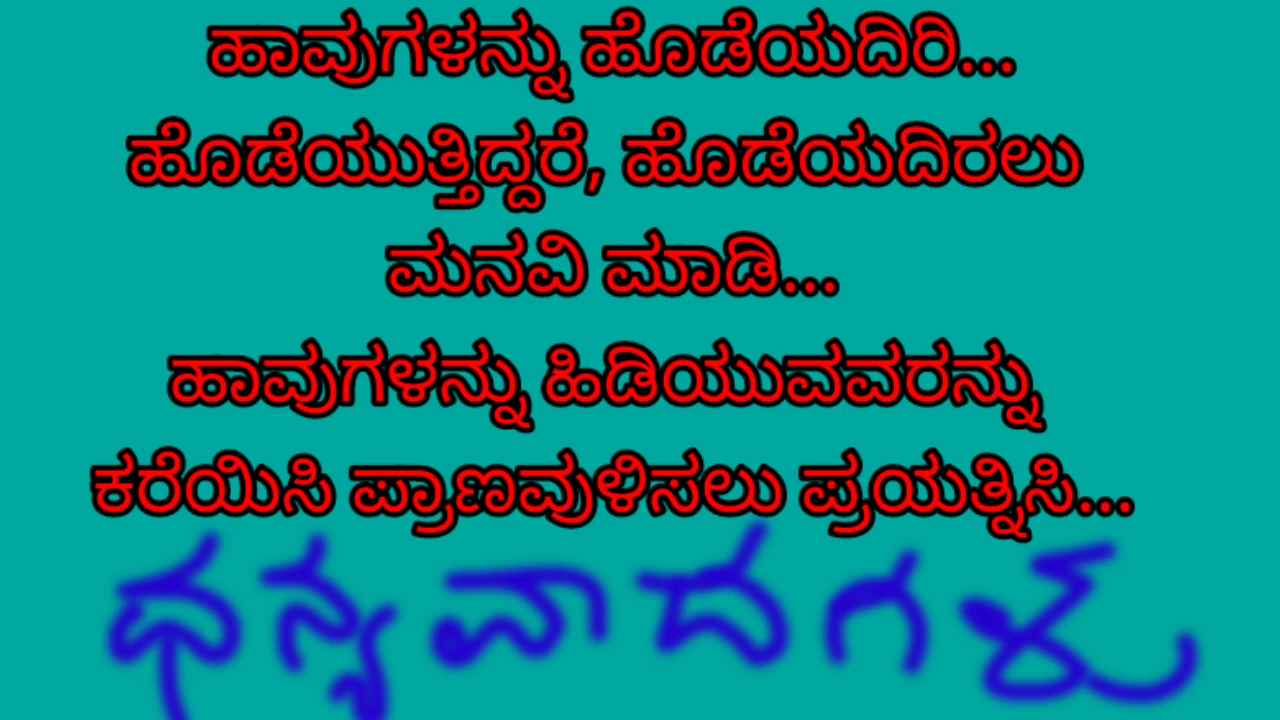 ಹಾವುಗಳನ್ನು ಹೊಡೆಯದಿರಿ...
ಹೊಡೆಯುತ್ತಿದ್ದರೆ, ಹೊಡೆಯದಿರಲು
ಮನವಿ ಮಾಡಿ...
ಹಾವುಗಳನ್ನು ಹಿಡಿಯುವವರನ್ನು
ಕರೆಯಿಸಿ ಪ್ರಾಣವುಳಿಸಲು ಪ್ರಯತ್ನಿಸಿ...
ಧನ್ಯವಾದಗಳು